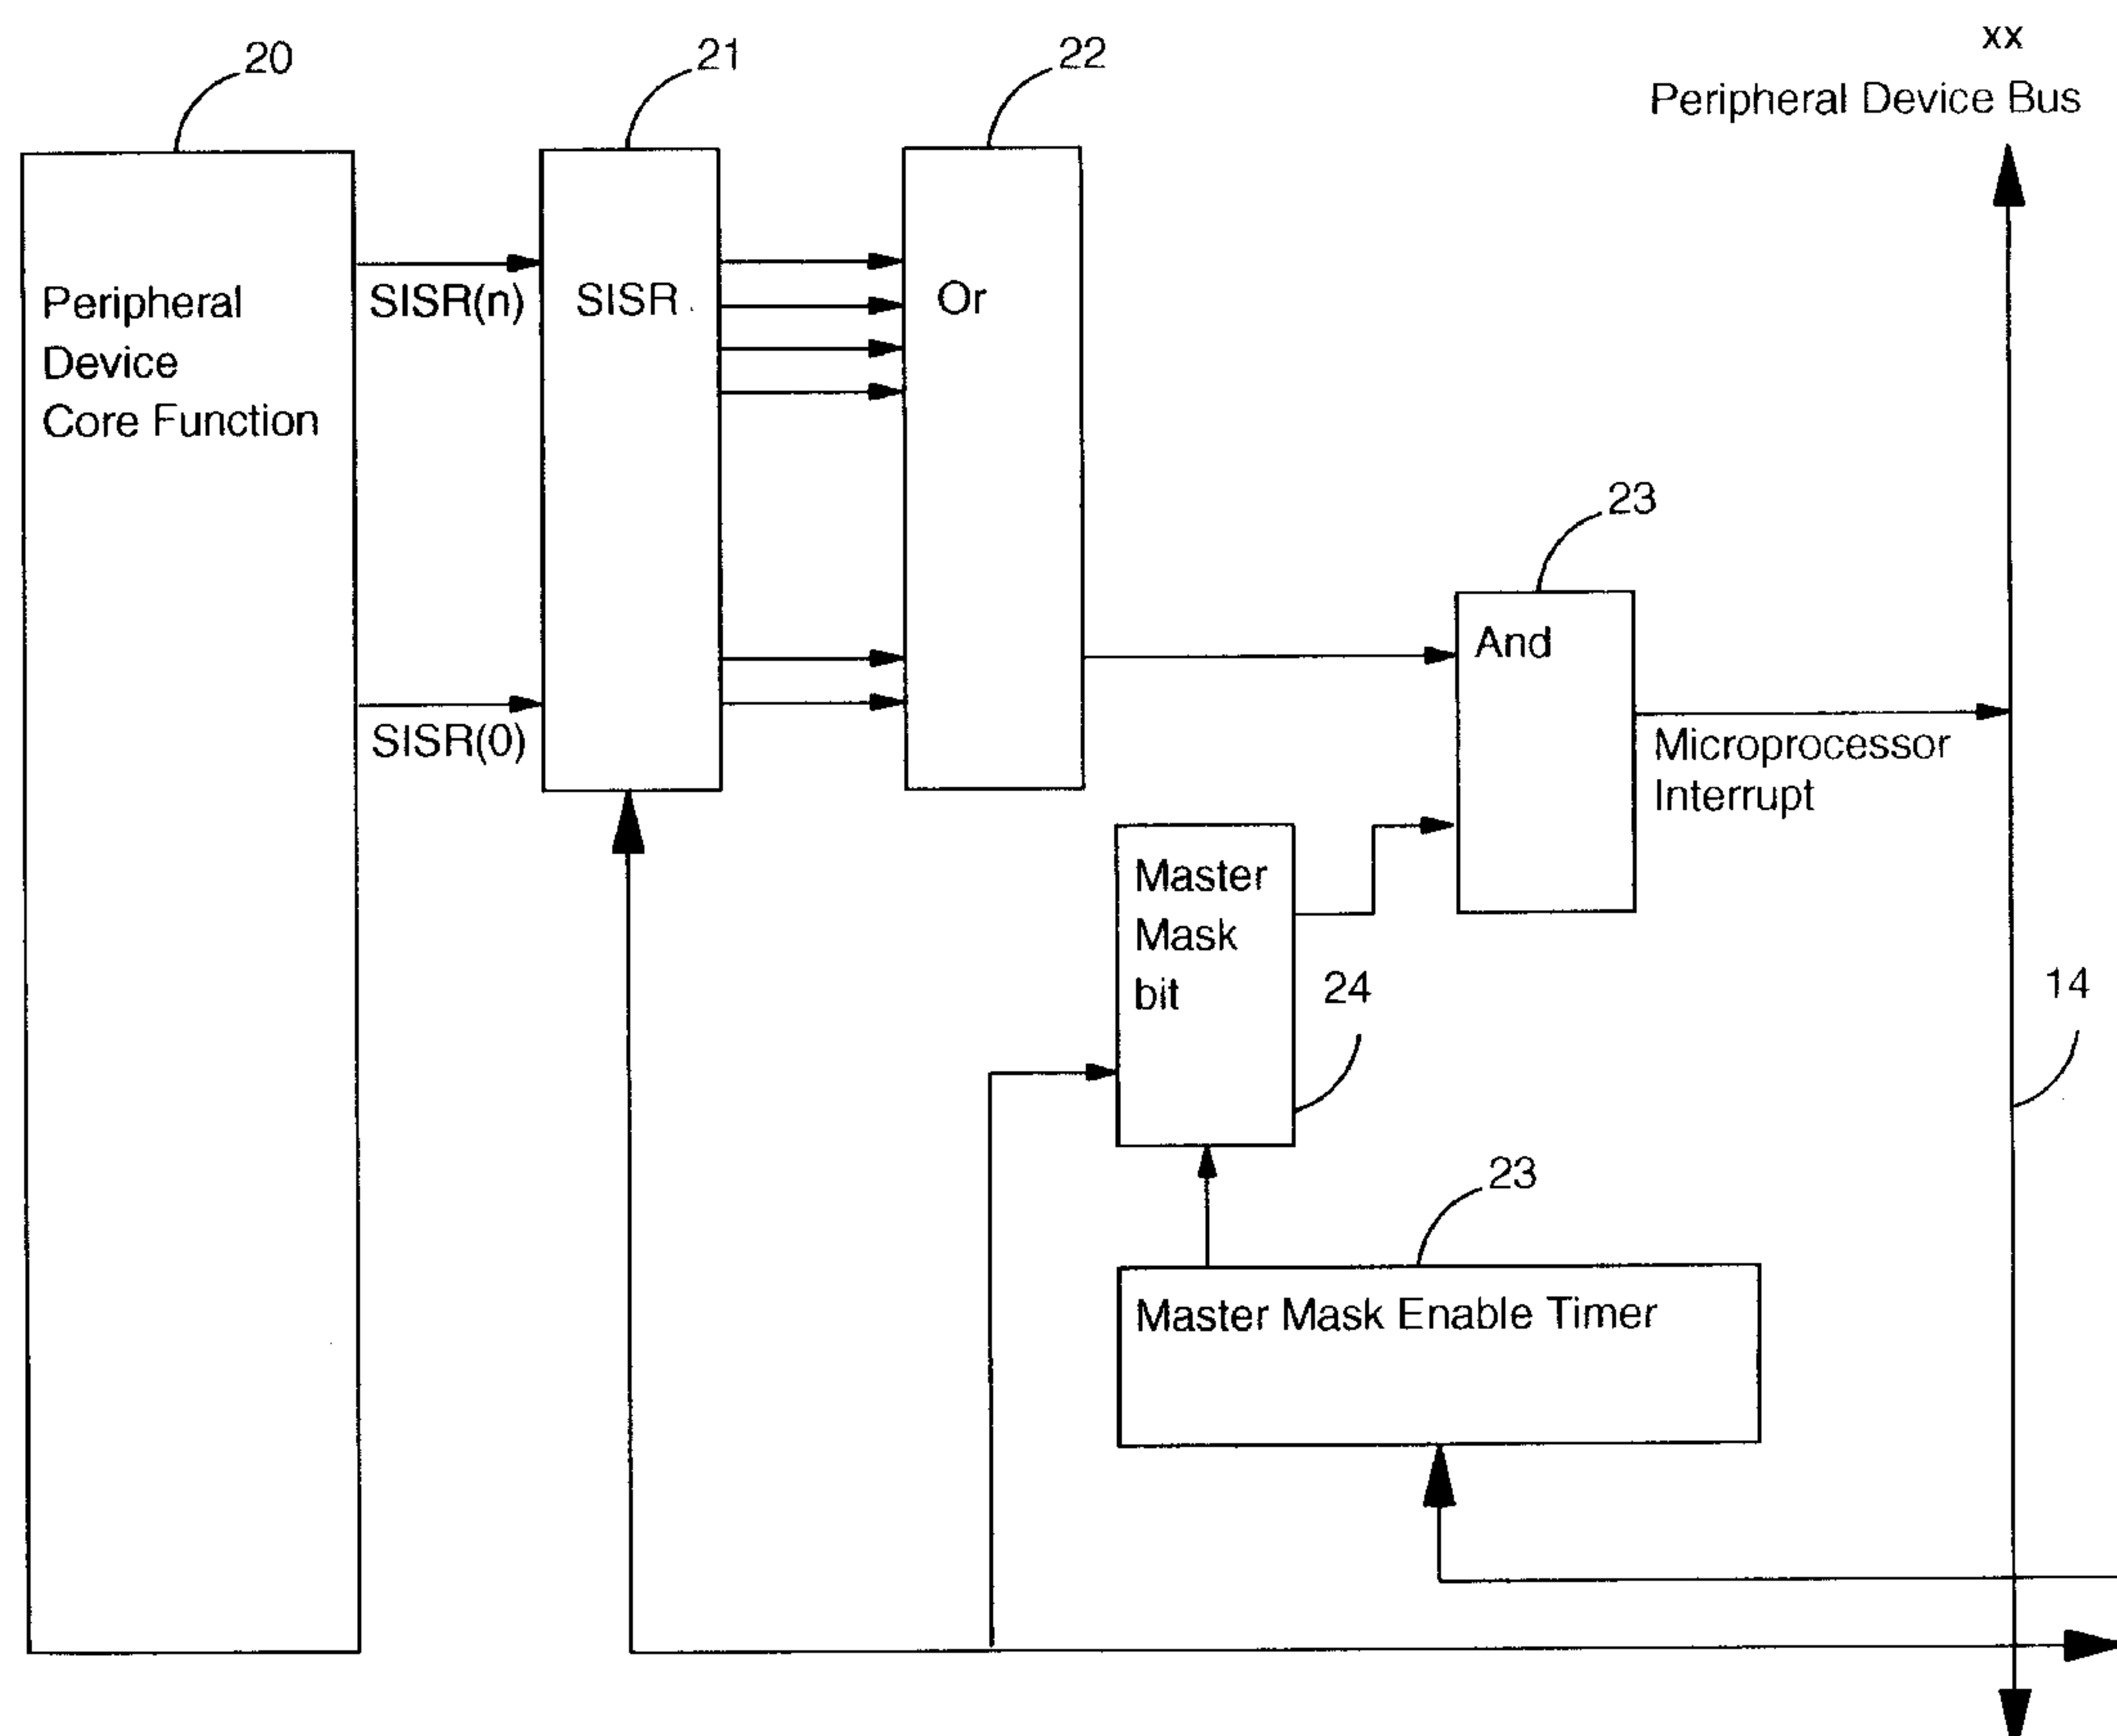 20
21
22
xx
Peripheral Device Bus
Peripheral
Device
Core Function
SISR(n)
SISR
Or
SISR(0)
23
And
Microprocessor
Interrupt
Master
Mask
bit
24
14
23
Master Mask Enable Timer